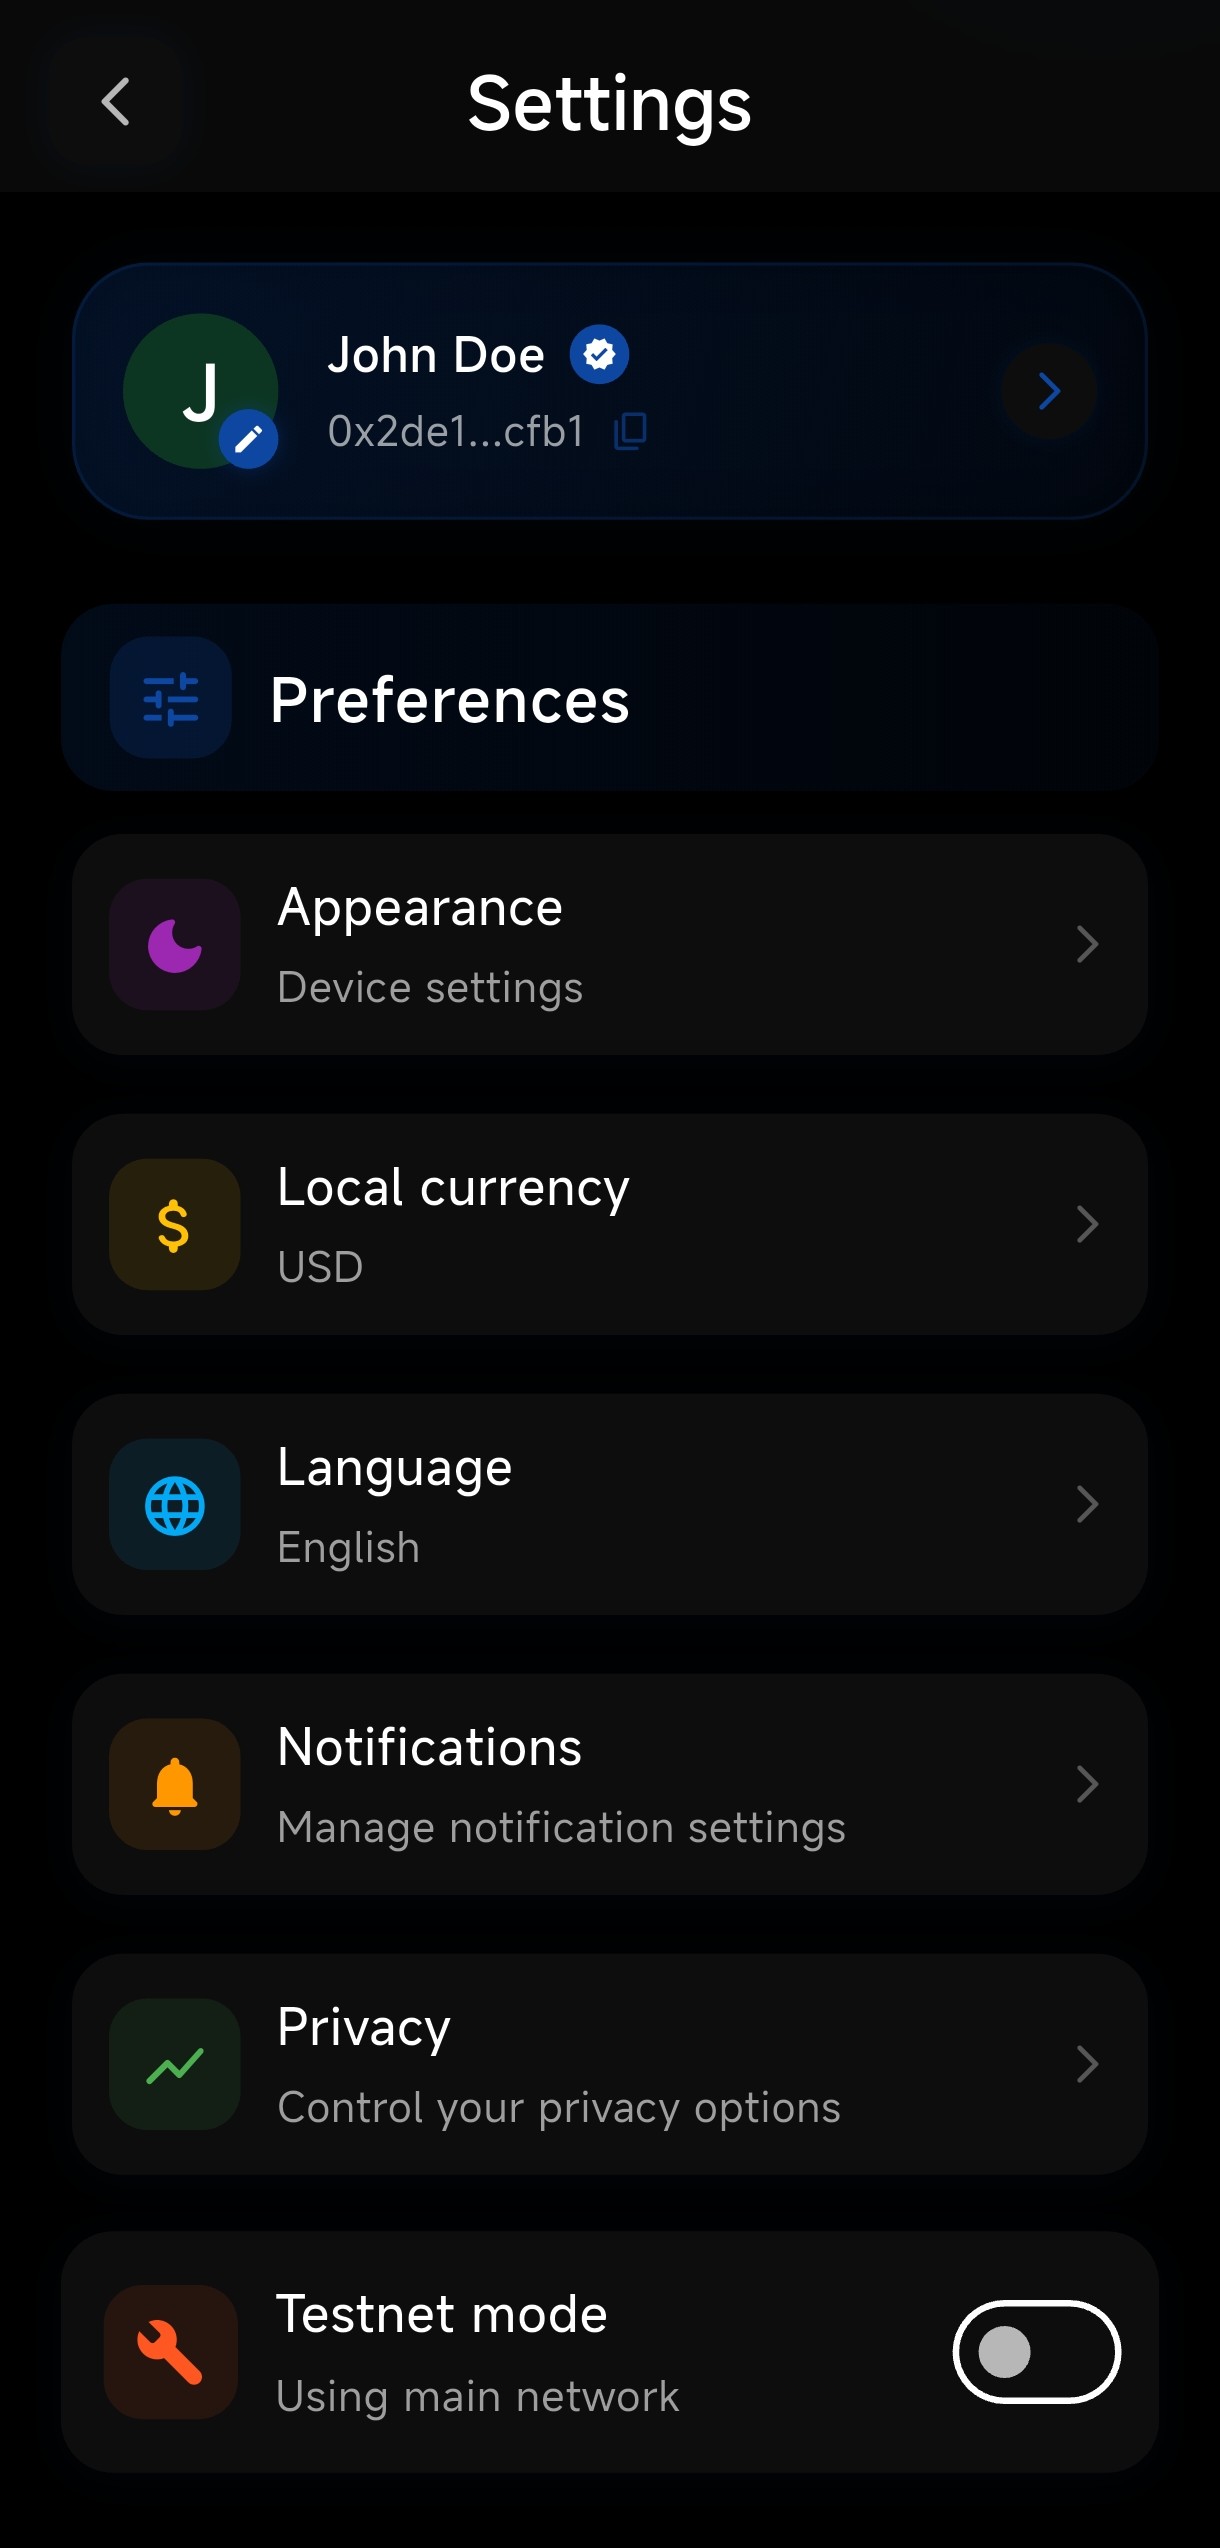 Settings
J
John Doe
0x2de1...cfb1
Preferences
Appearance
Device settings
$
Local currency
USD
Language
English
Notifications
Manage notification settings
Privacy
Control your privacy options
Testnet mode
Using main network